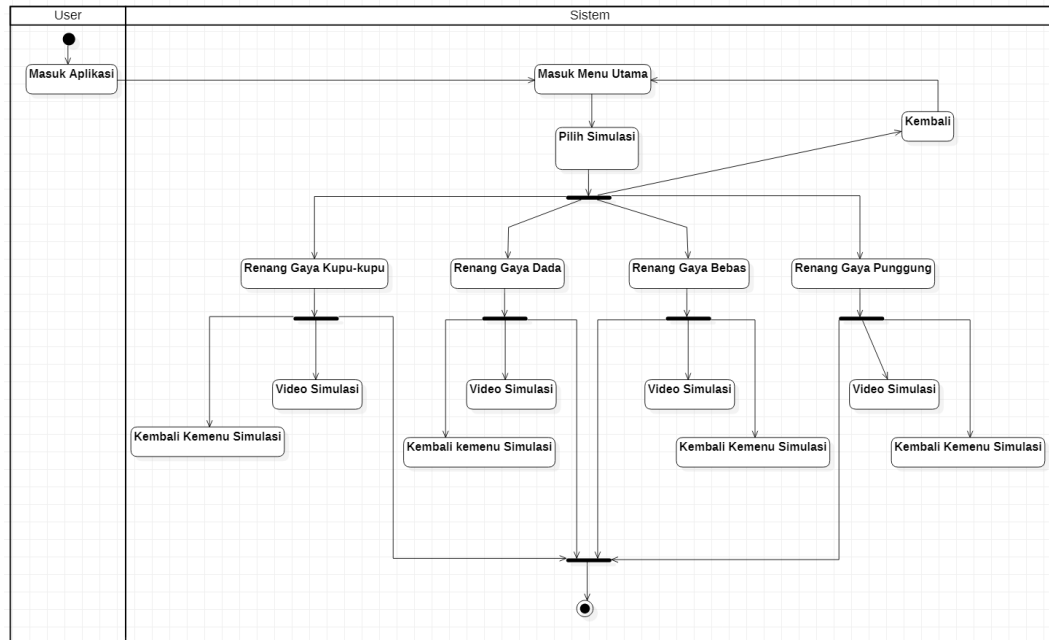 User
Sistem
Masuk Aplikasi
Masuk Menu Utama
Kembali
Pilih Simulasi
Renang Gaya Kupu-kupu
Renang Gaya Dada
Renang Gaya Bebas
Renang Gaya Punggung
Video Simulasi
Video Simulasi
Video Simulasi
Video Simulasi
Kembali Kemenu Simulasi
Kembali kemenu Simulasi
Kembali Kemenu Simulasi
Kembali Kemenu Simulasi